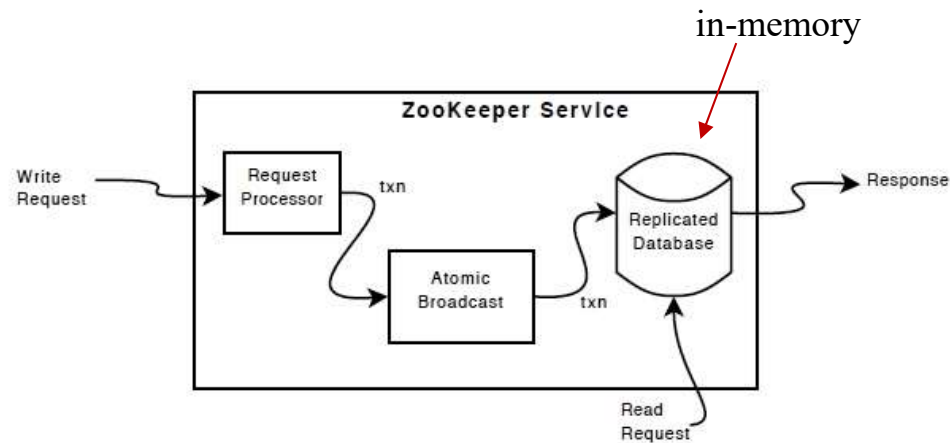 in-memory
ZooKeeper Service
Write
Request
Request
Processor
txn
Atomic
Broadcast
txn
Replicated
Database
Response
Read
Request